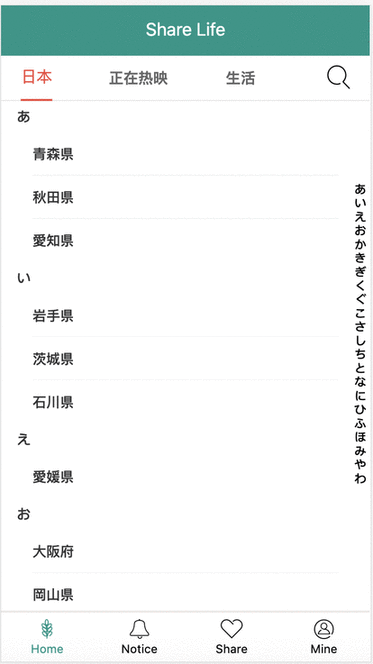 Share Life
日本 正在热映 生活
あ
青森県
秋田県
愛知県
い
岩手県
茨城県
石川県
え
愛媛県
お
大阪府
岡山県
あ
い
え
お
か
き
ぎ
く
ぐ
こ
さ
し
ち
と
な
に
ひ
ふ
ほ
み
や
わ
Home Notice Share Mine